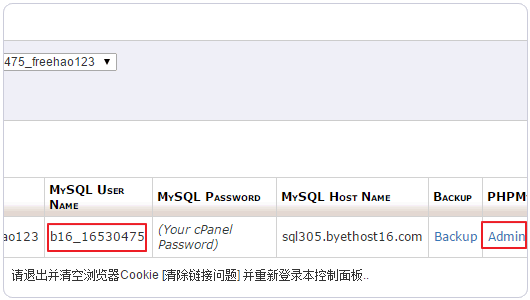 475_freehao123
MySQL User Name MySQL Password MySQL Host Name Backup PHPM
ao123 b16_16530475 (Your cPanel Password) sql305.byethost16.com Backup Admin
请退出并清空浏览器Cookie [清除链接问题] 并重新登录本控制面板..